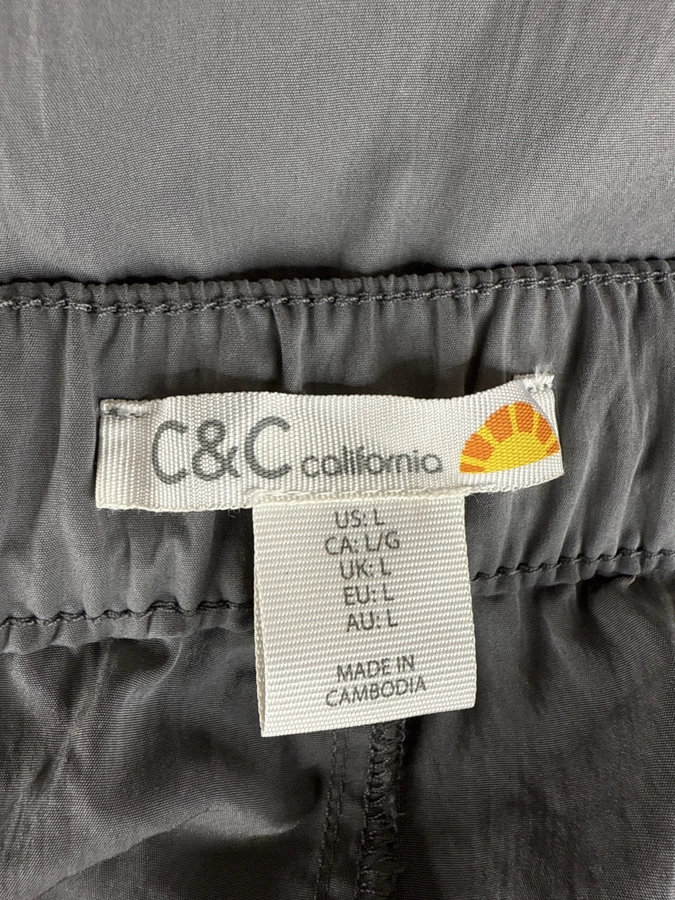 C&C california
US: L
CA: L/G
UK: L
EU: L
AU: L
MADE IN
CAMBODIA